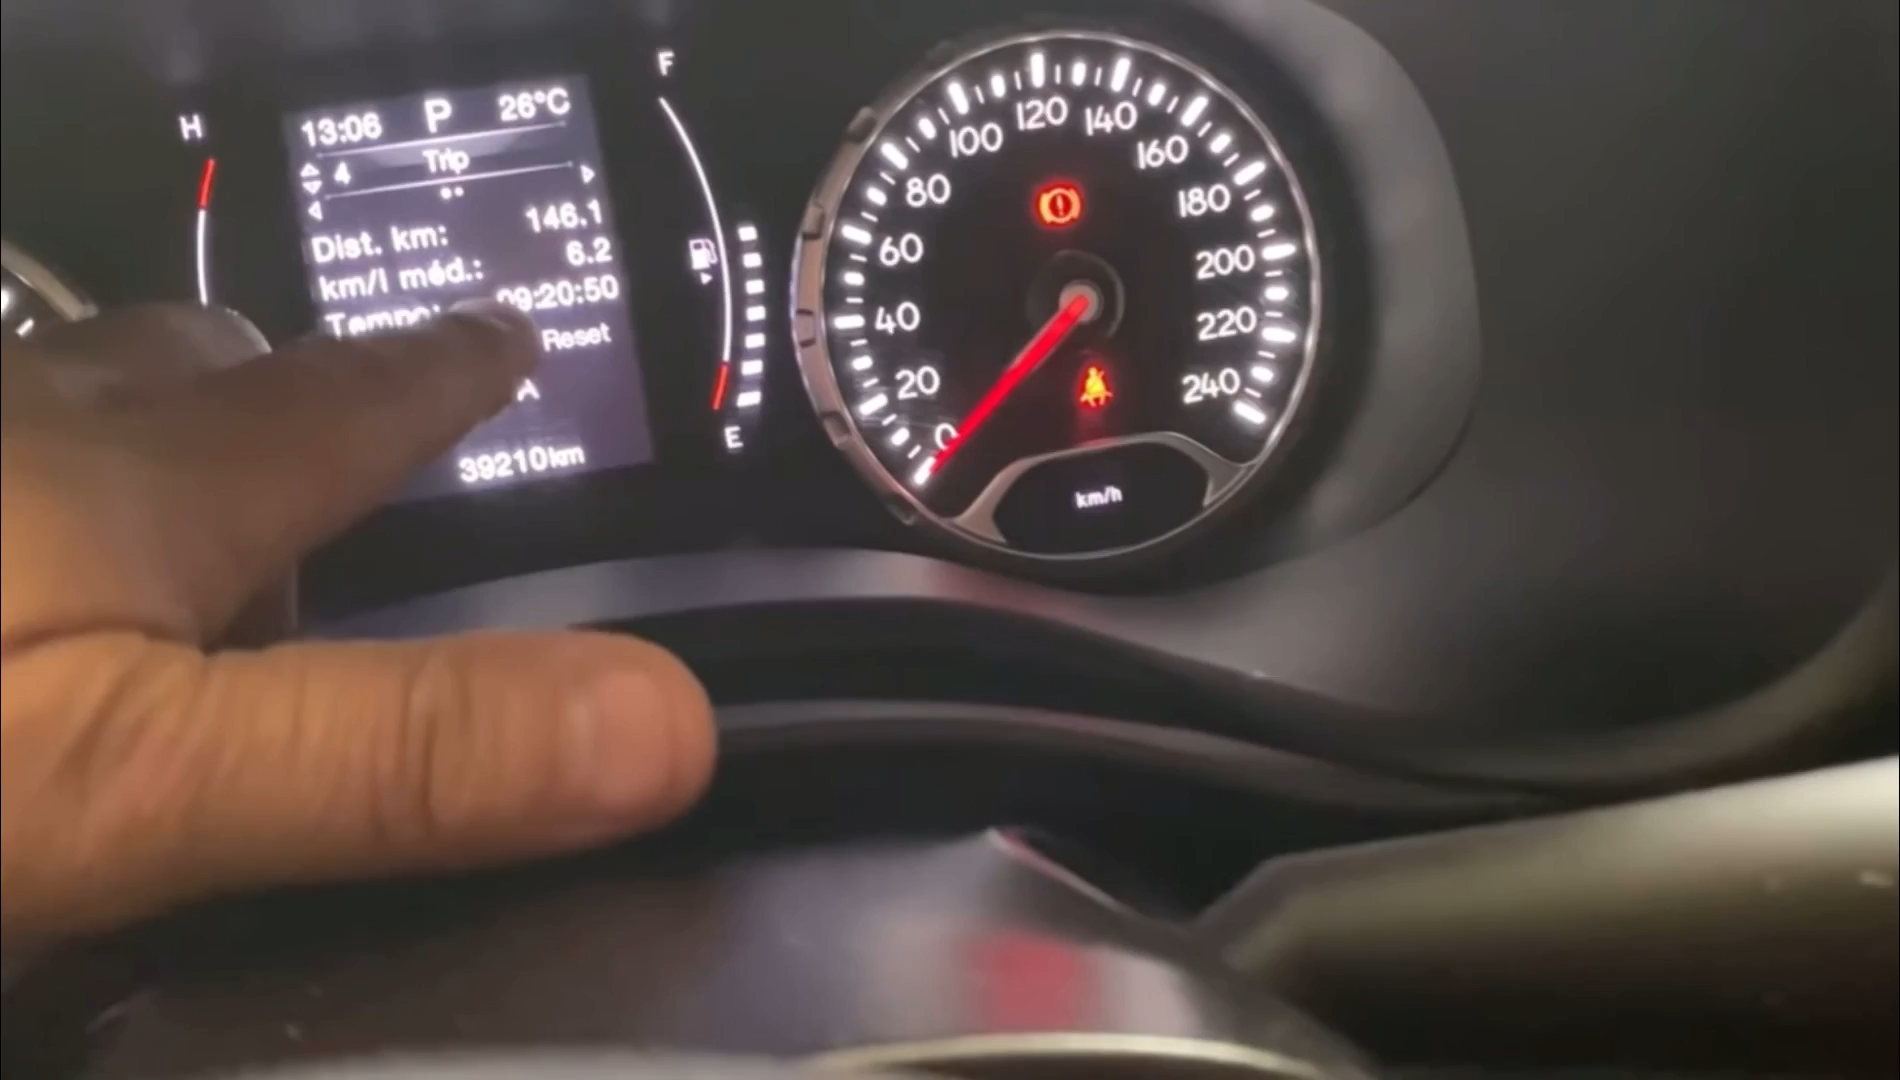 H
13:06 P 26°C
4 Trip
Dist. km: 146.1
km/l méd.: 6.2
Tempo: 09:20:50
Reset
A
39210km
F
E
0
20
40
60
80
100
120
140
160
180
200
220
240
km/h